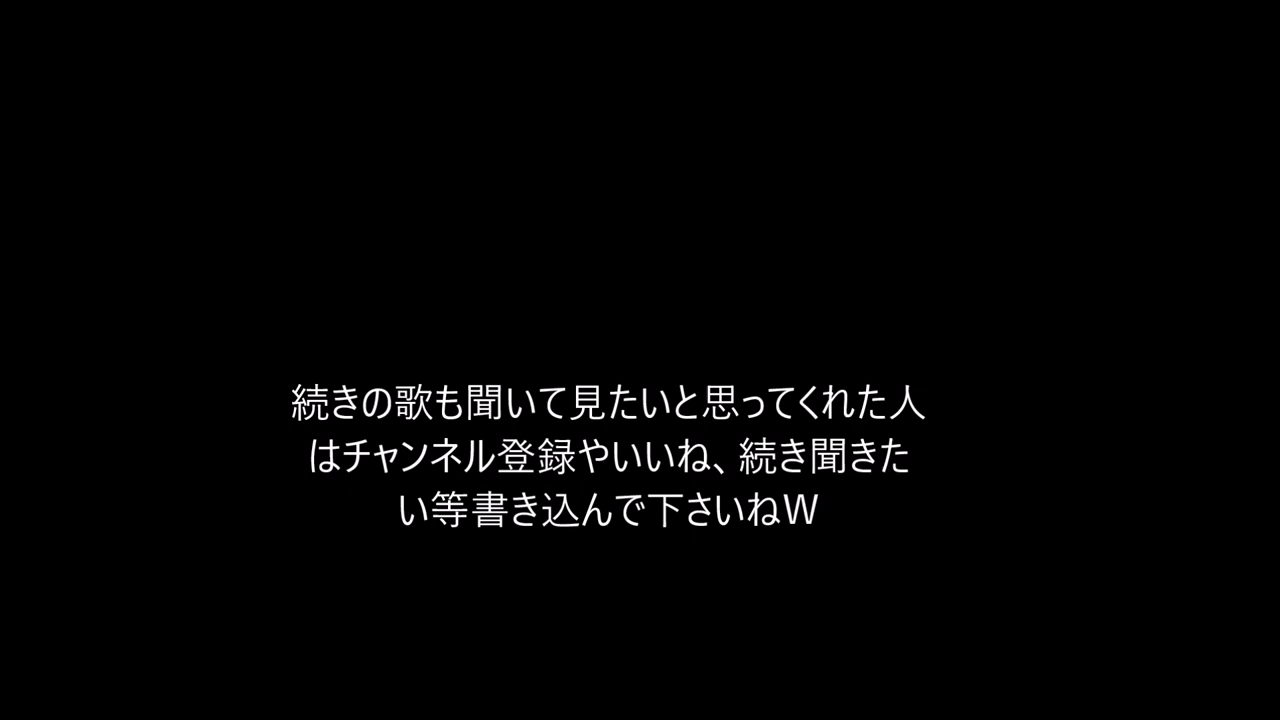 続きの歌も聞いて見たいと思ってくれた人
はチャンネル登録やいいね、続き聞きた
い等書き込んで下さいねW